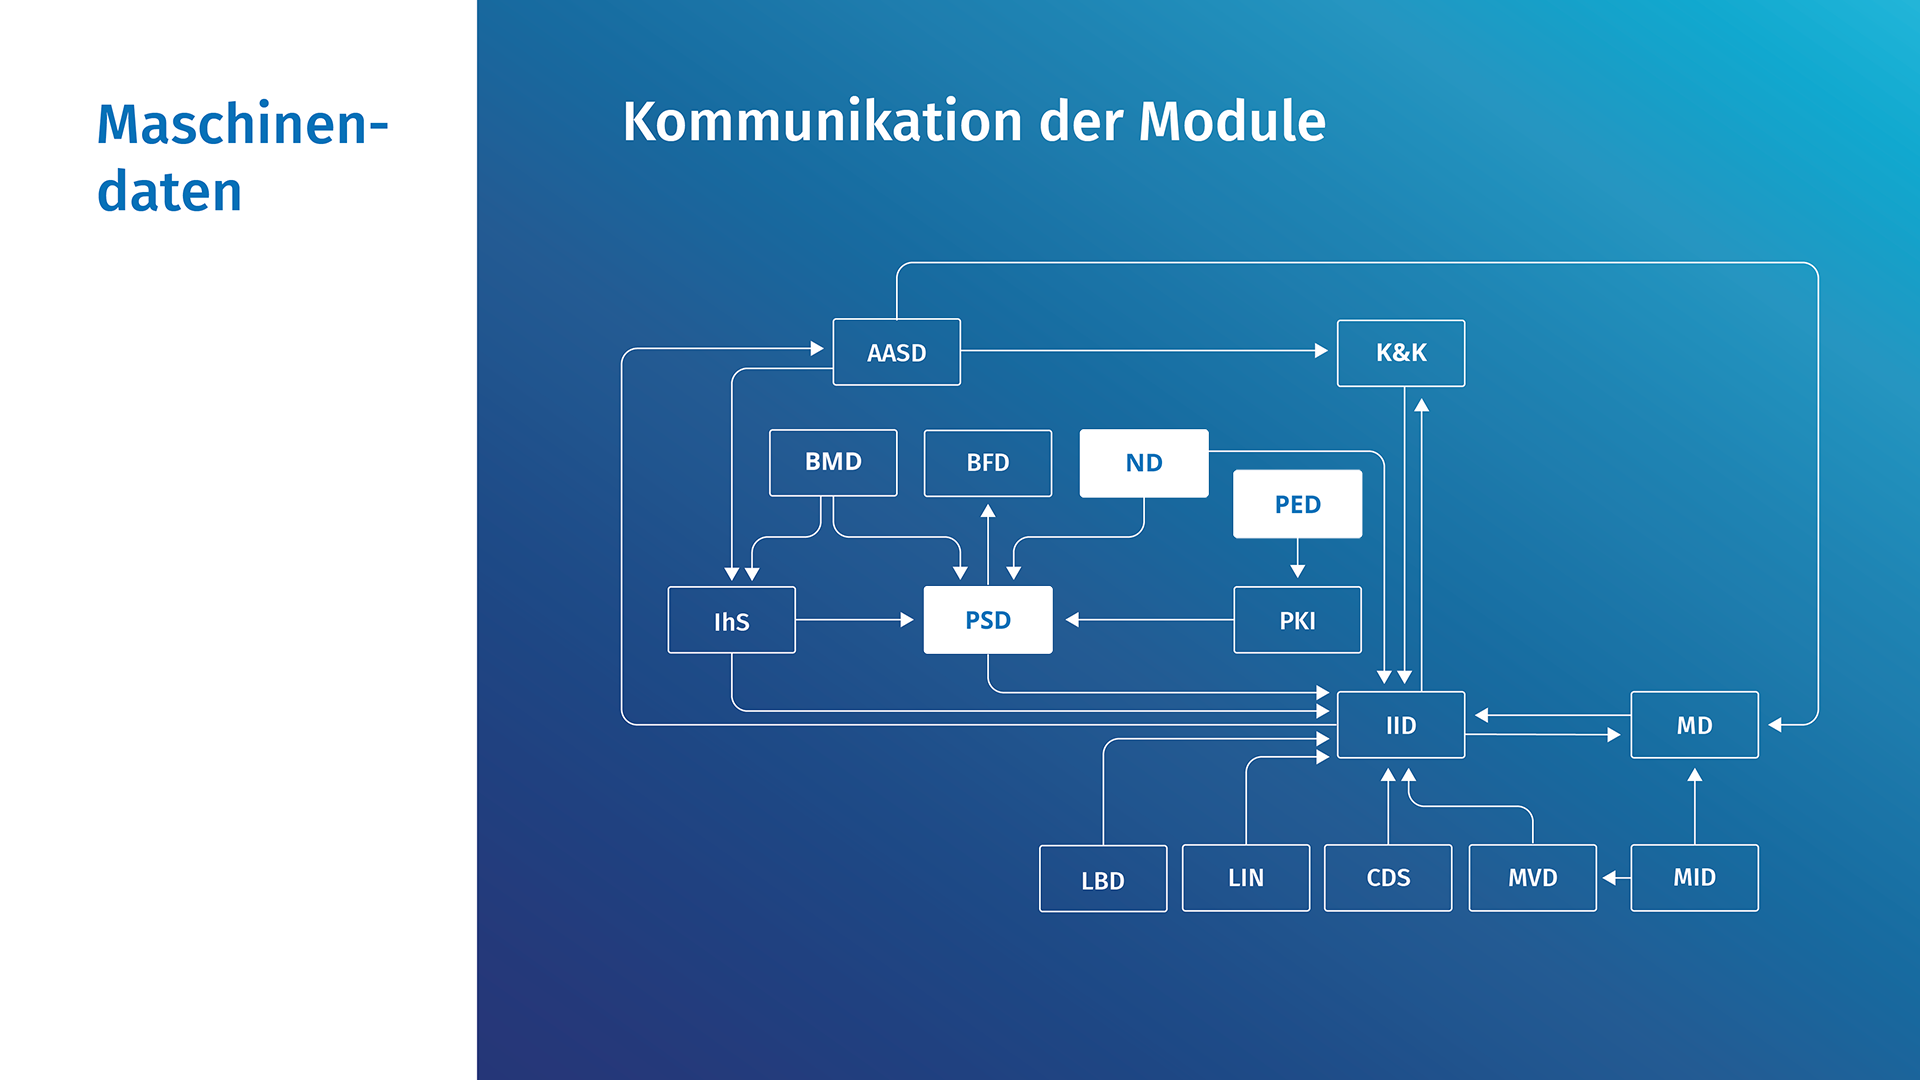 Maschinen-
daten
Kommunikation der Module
AASD
K&K
BMD
BFD
ND
PED
IhS
PSD
PKI
IID
MD
LBD
LIN
CDS
MVD
MID